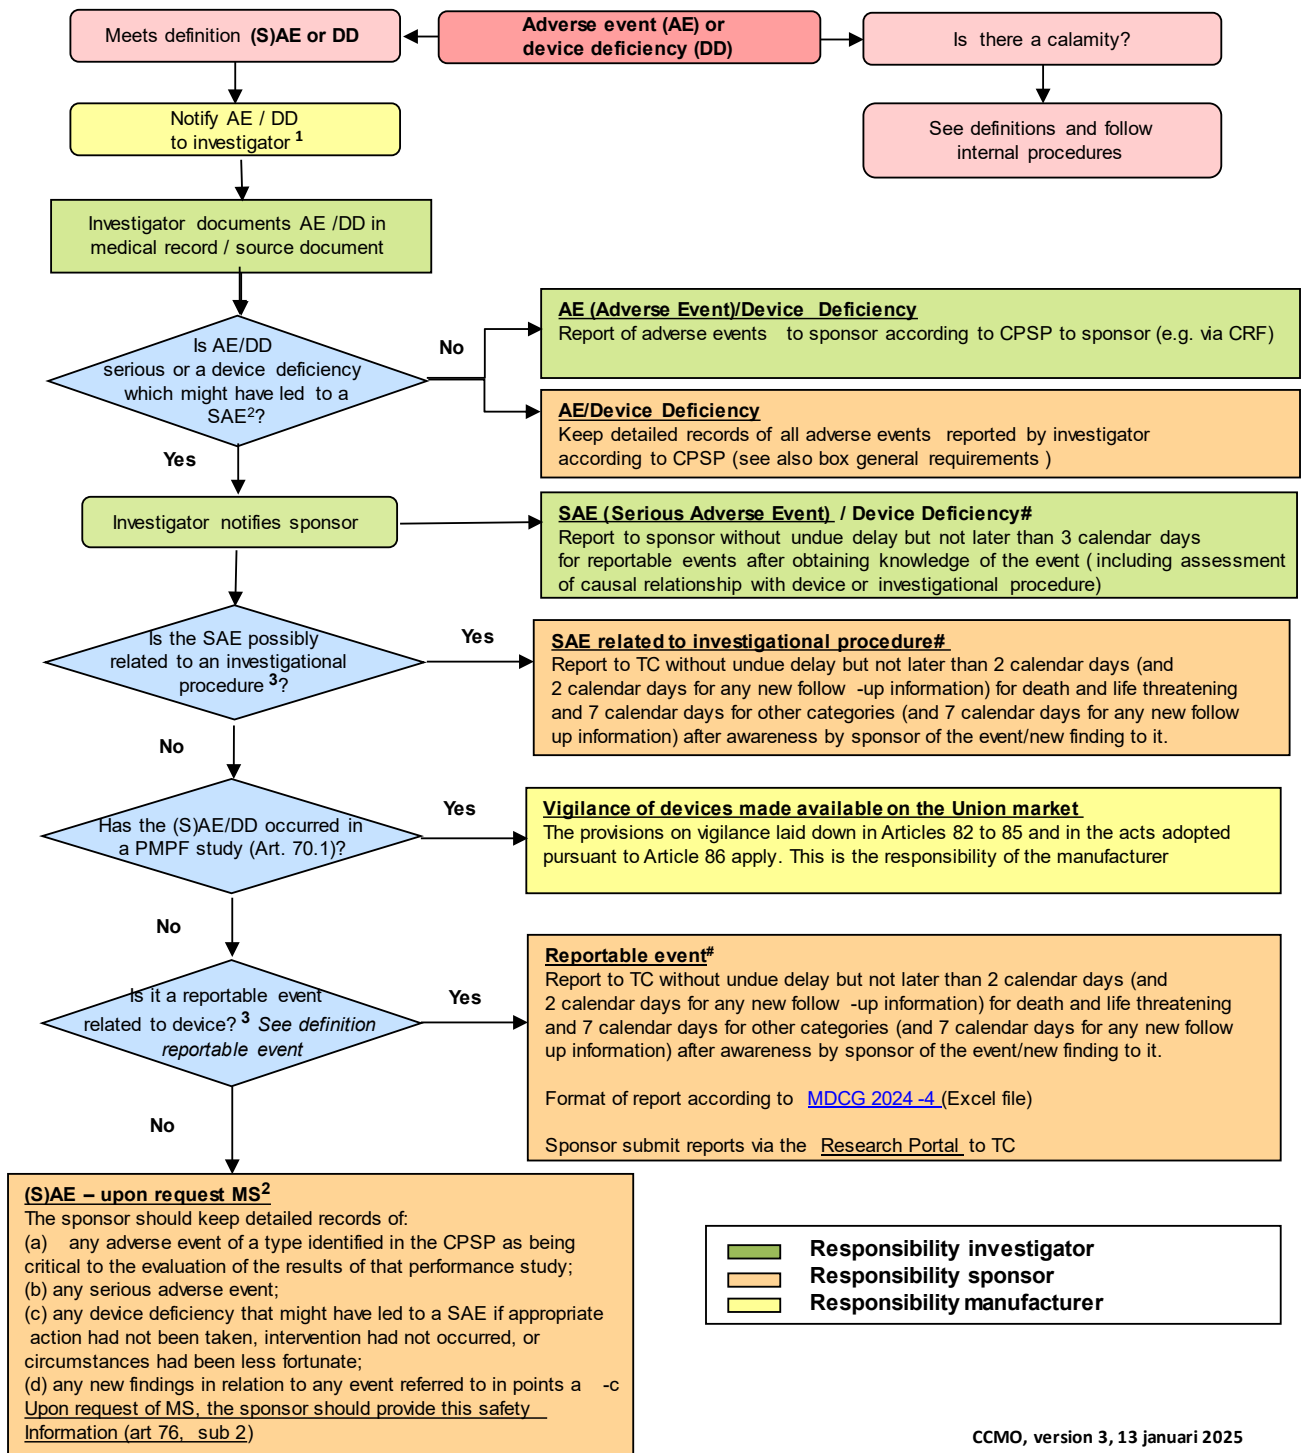 Meets definition (S)AE or DD
Adverse event (AE) or
device deficiency (DD)
Is there a calamity?
Notify AE / DD
to investigator 1
See definitions and follow
internal procedures
Investigator documents AE /DD in
medical record / source document
Is AE/DD
serious or a device deficiency
which might have led to a
SAE2?
No
AE (Adverse Event)/Device Deficiency
Report of adverse events to sponsor according to CPSP to sponsor (e.g. via CRF)
AE/Device Deficiency
Keep detailed records of all adverse events reported by investigator
according to CPSP (see also box general requirements )
Yes
Investigator notifies sponsor
SAE (Serious Adverse Event) / Device Deficiency#
Report to sponsor without undue delay but not later than 3 calendar days
for reportable events after obtaining knowledge of the event ( including assessment
of causal relationship with device or investigational procedure)
Is the SAE possibly
related to an investigational
procedure 3?
Yes
SAE related to investigational procedure#
Report to TC without undue delay but not later than 2 calendar days (and
2 calendar days for any new follow -up information) for death and life threatening
and 7 calendar days for other categories (and 7 calendar days for any new follow
up information) after awareness by sponsor of the event/new finding to it.
No
Has the (S)AE/DD occurred in
a PMPF study (Art. 70.1)?
Yes
Vigilance of devices made available on the Union market
The provisions on vigilance laid down in Articles 82 to 85 and in the acts adopted
pursuant to Article 86 apply. This is the responsibility of the manufacturer
No
Is it a reportable event
related to device? 3 See definition
reportable event
Yes
Reportable event#
Report to TC without undue delay but not later than 2 calendar days (and
2 calendar days for any new follow -up information) for death and life threatening
and 7 calendar days for other categories (and 7 calendar days for any new follow
up information) after awareness by sponsor of the event/new finding to it.
Format of report according to MDCG 2024 -4 (Excel file)
Sponsor submit reports via the Research Portal to TC
No
(S)AE – upon request MS2
The sponsor should keep detailed records of:
(a) any adverse event of a type identified in the CPSP as being
critical to the evaluation of the results of that performance study;
(b) any serious adverse event;
(c) any device deficiency that might have led to a SAE if appropriate
action had not been taken, intervention had not occurred, or
circumstances had been less fortunate;
(d) any new findings in relation to any event referred to in points a -c
Upon request of MS, the sponsor should provide this safety
Information (art 76, sub 2)
Responsibility investigator
Responsibility sponsor
Responsibility manufacturer
CCMO, version 3, 13 januari 2025